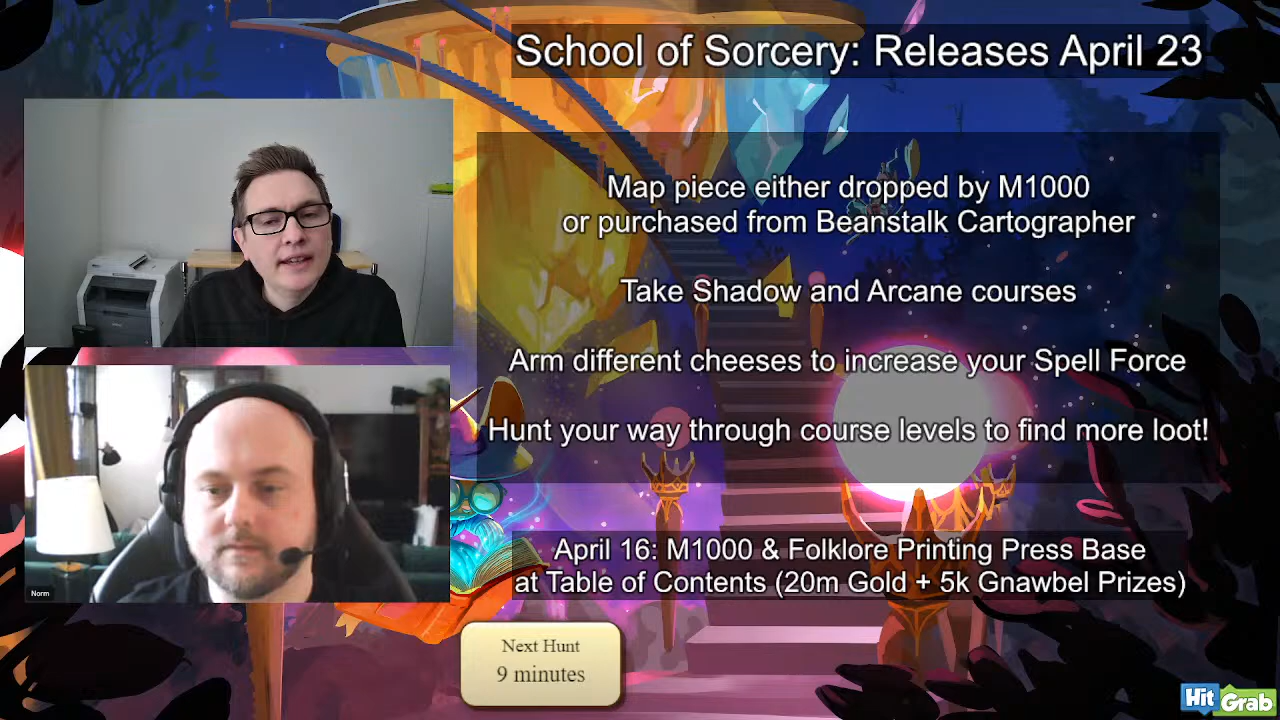 School of Sorcery: Releases April 23
Map piece either dropped by M1000
or purchased from Beanstalk Cartographer
Take Shadow and Arcane courses
Arm different cheeses to increase your Spell Force
Hunt your way through course levels to find more loot!
April 16: M1000 & Folklore Printing Press Base
at Table of Contents (20m Gold + 5k Gnawbel Prizes)
Norm
Next Hunt
9 minutes
Hit Grab